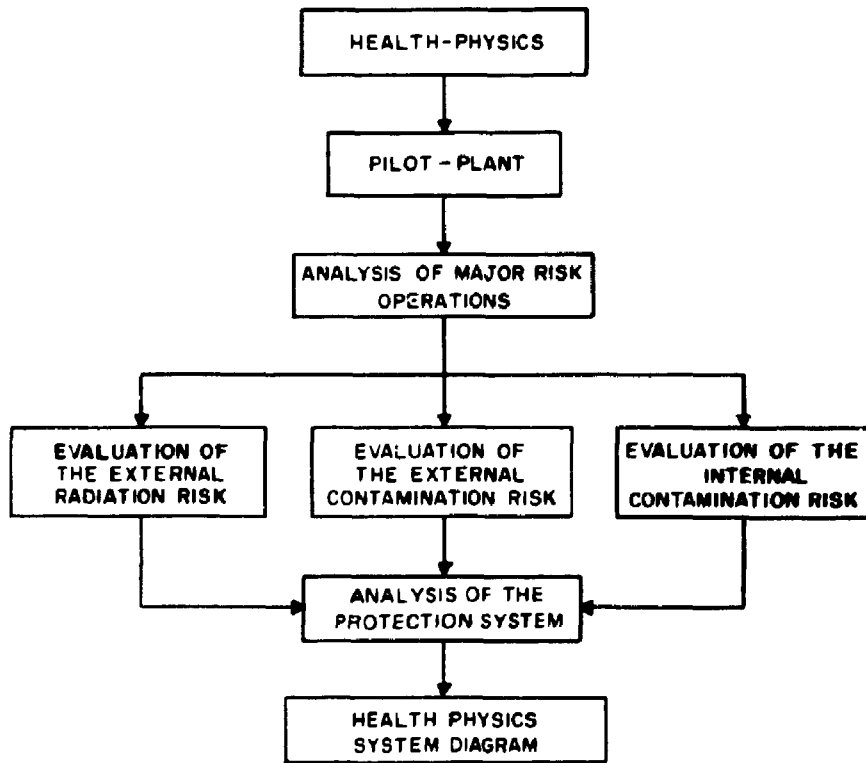 HEALTH-PHYSICS
PILOT - PLANT
ANALYSIS OF MAJOR RISK
OPERATIONS
EVALUATION OF
THE EXTERNAL
RADIATION RISK
EVALUATION OF
THE EXTERNAL
CONTAMINATION RISK
EVALUATION OF THE
INTERNAL
CONTAMINATION RISK
ANALYSIS OF THE
PROTECTION SYSTEM
HEALTH PHYSICS
SYSTEM DIAGRAM